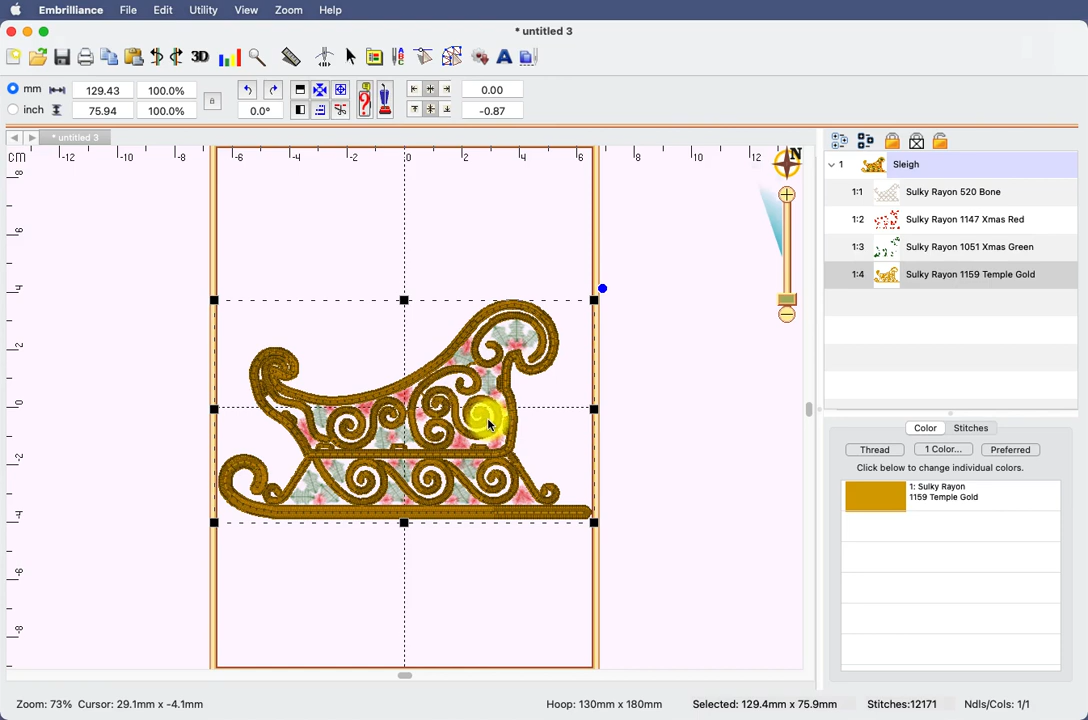 Embrilliance File Edit Utility View Zoom Help
* untitled 3
3D
mm 129.43 100.0% 0.00
inch 75.94 100.0% 0.0° -0.87
* untitled 3
cm -12 -10 -8 -6 -4 -2 0 2 4 6 8 10 12 N
1 Sleigh
1:1 Sulky Rayon 520 Bone
1:2 Sulky Rayon 1147 Xmas Red
1:3 Sulky Rayon 1051 Xmas Green
1:4 Sulky Rayon 1159 Temple Gold
Color Stitches
Thread 1 Color... Preferred
Click below to change individual colors.
1: Sulky Rayon
1159 Temple Gold
Zoom: 73% Cursor: 29.1mm x -4.1mm Hoop: 130mm x 180mm Selected: 129.4mm x 75.9mm Stitches:12171 Ndls/Cols: 1/1